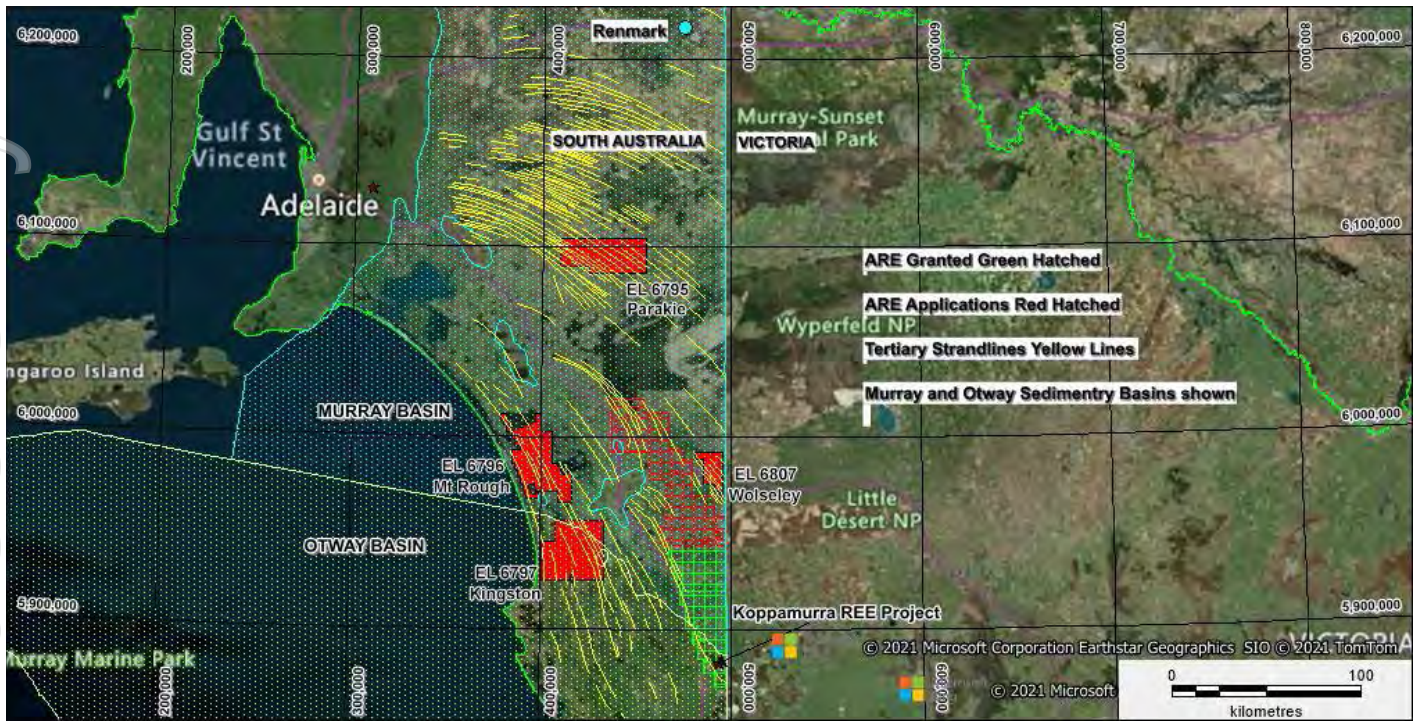 Renmark
6,200,000
200,000
300,000
400,000
500,000
600,000
700,000
800,000
6,200,000
Gulf St
Vincent
SOUTH AUSTRALIA
Murray-Sunset
al Park
VICTORIA
Adelaide
6,100,000
6,100,000
ARE Granted Green Hatched
EL 6795
Parakie
ARE Applications Red Hatched
Wyperfeld NP
Tertiary Strandlines Yellow Lines
ngaroo Island
Murray and Otway Sedimentry Basins shown
6,000,000
MURRAY BASIN
6,000,000
EL 6796
Mt Rough
EL 6807
Wolseley
Little
Desert NP
OTWAY BASIN
EL 6797
Kingston
5,900,000
Koppamurra REE Project
5,900,000
VICTORIA
© 2021 Microsoft Corporation Earthstar Geographics SIO © 2021 TomTom
Murray Marine Park
200,000
300,000
400,000
500,000
600,000
© 2021 Microsoft
0 100
kilometres